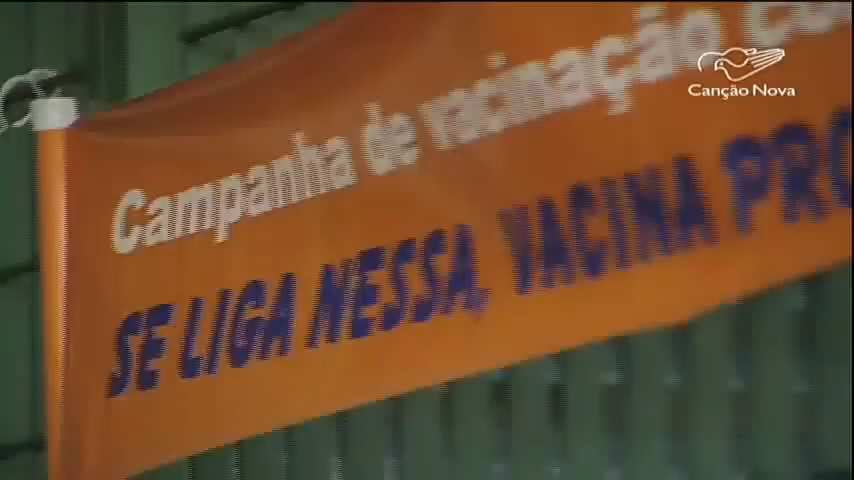 Canção Nova
Campanha de vacinação
SE LIGA NESSA, VACINA